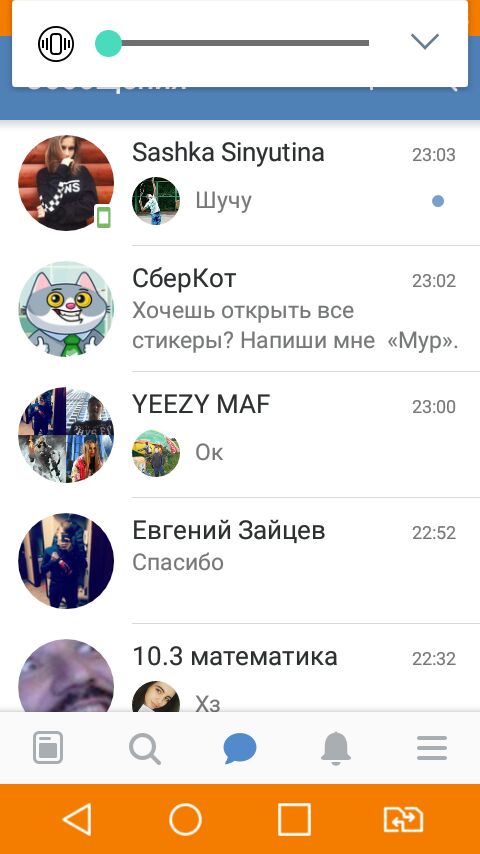 Сообщения
Sashka Sinyutina
23:03
Шучу
СберКот
23:02
Хочешь открыть все
стикеры? Напиши мне «Мур».
YEEZY MAF
23:00
Ок
Евгений Зайцев
22:52
Спасибо
10.3 математика
22:32
Хз